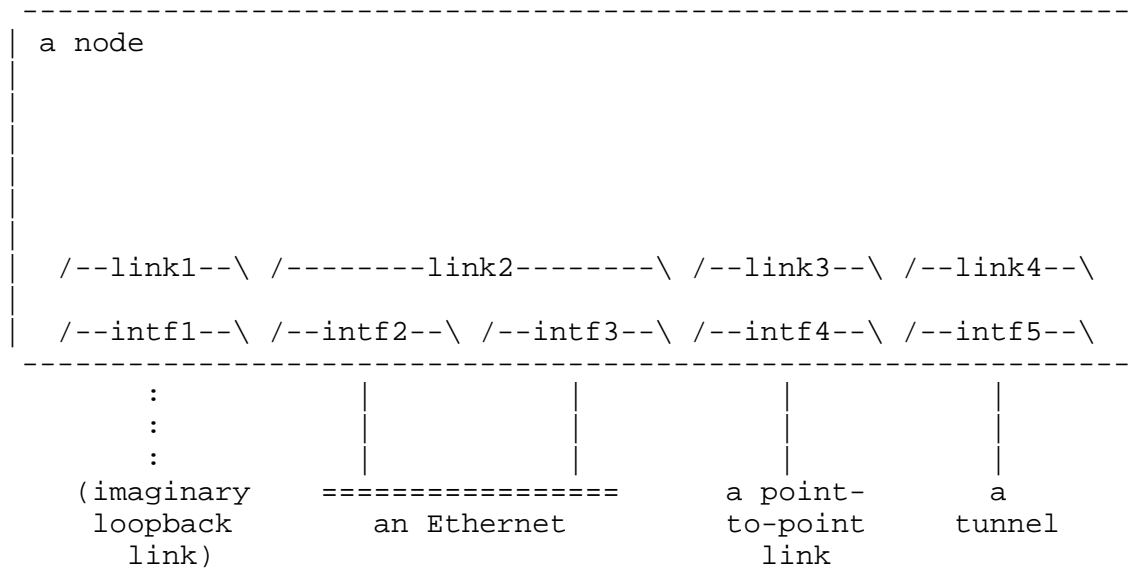 a node
/--link1--\ /--------link2--------\ /--link3--\ /--link4--\
/--intf1--\ /--intf2--\ /--intf3--\ /--intf4--\ /--intf5--\
(imaginary ================= a point- a
loopback an Ethernet to-point tunnel
link) link